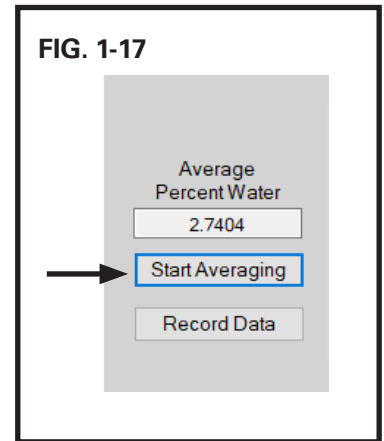 FIG. 1-17
Average
Percent Water
2.7404
Start Averaging
Record Data